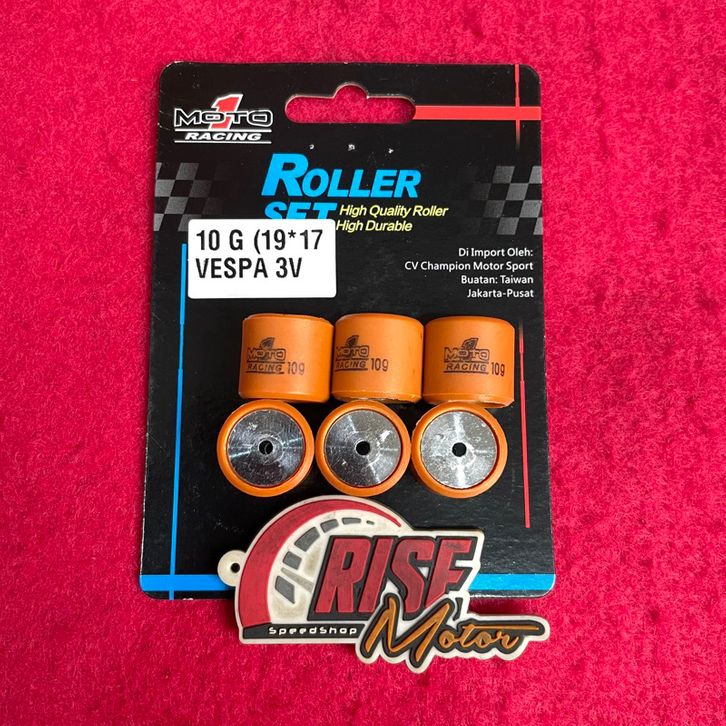 1
MOTO
RACING
ROLLER
SET High Quality Roller
High Durable
10 G (19*17
VESPA 3V
Di Import Oleh:
CV Champion Motor Sport
Buatan: Taiwan
Jakarta-Pusat
1 MOTO RACING 10g
1 MOTO RACING 10g
1 MOTO RACING 10g
RISE
SpeedShop
Motor